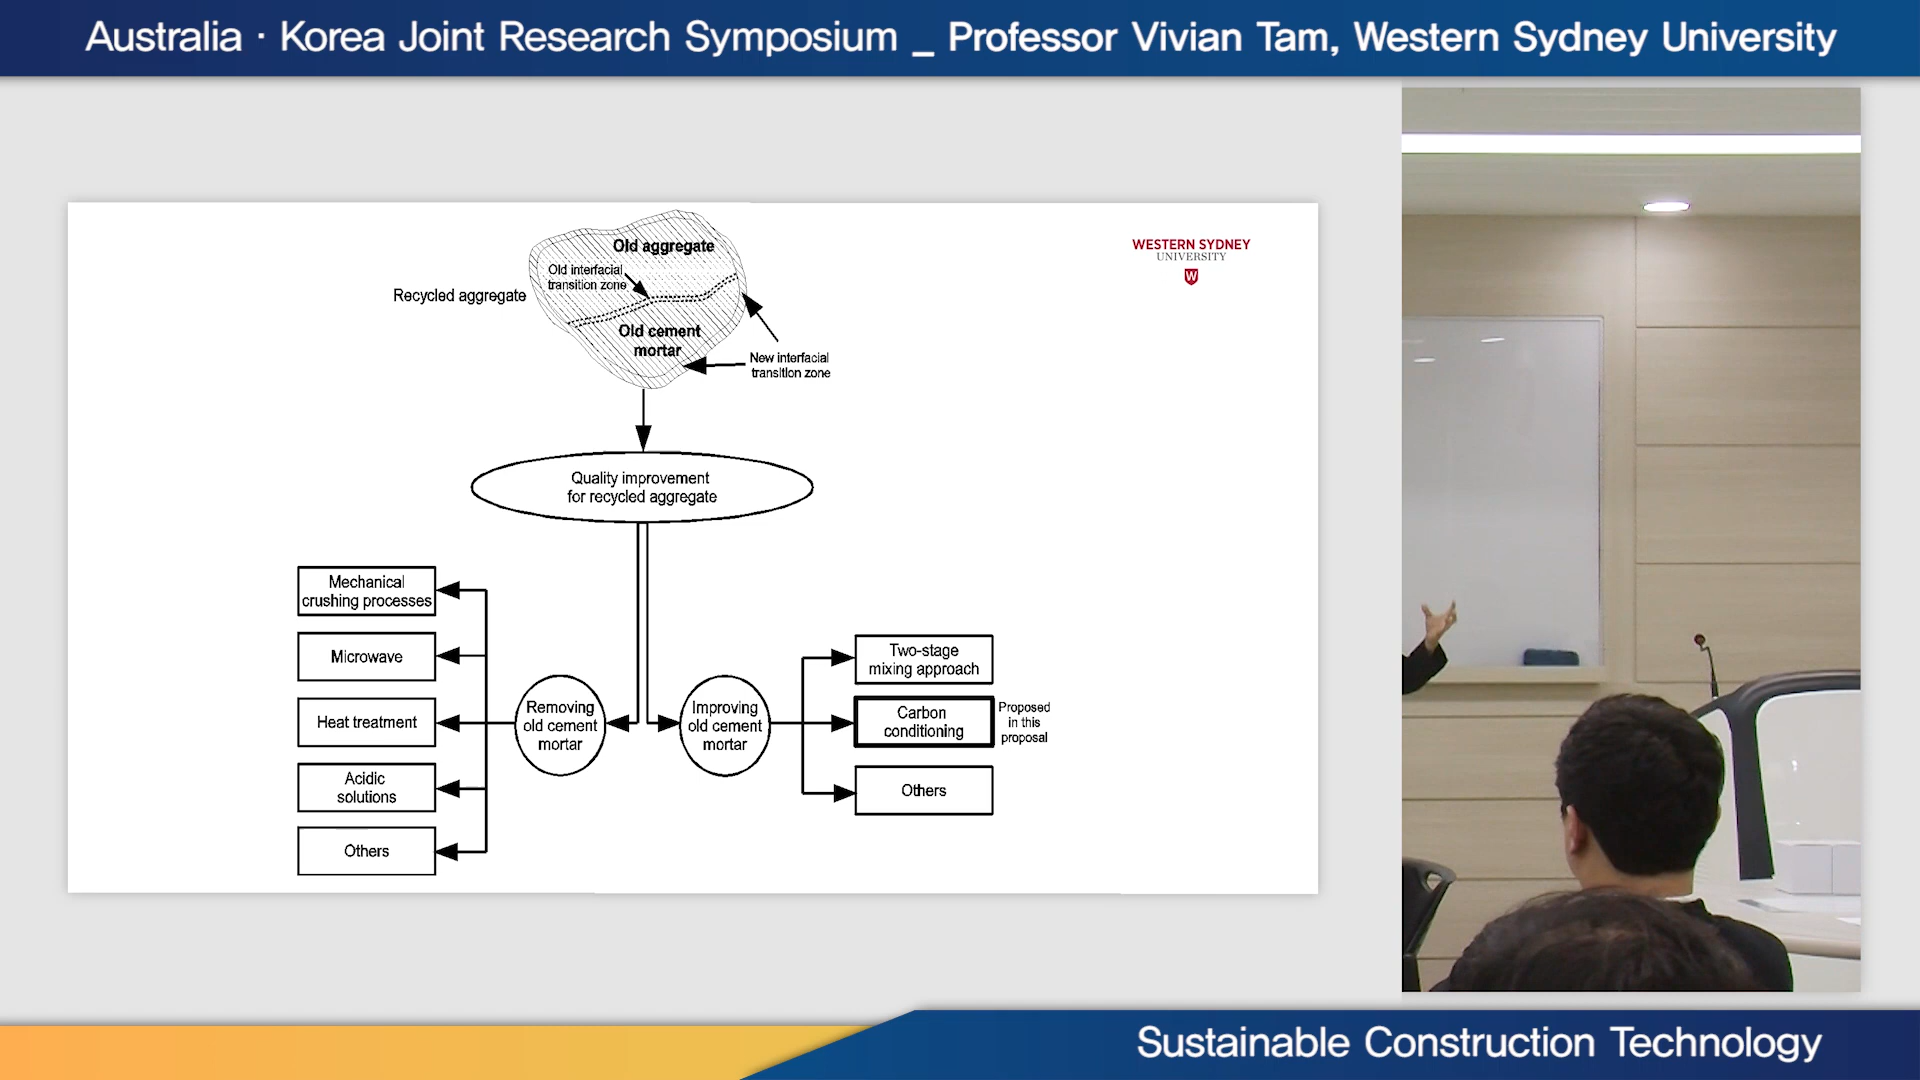 Australia · Korea Joint Research Symposium _ Professor Vivian Tam, Western Sydney University
WESTERN SYDNEY
UNIVERSITY
W
Old aggregate
Old interfacial
transition zone
Recycled aggregate
Old cement
mortar
New interfacial
transition zone
Quality improvement
for recycled aggregate
Mechanical
crushing processes
Microwave
Heat treatment
Acidic
solutions
Others
Removing
old cement
mortar
Improving
old cement
mortar
Two-stage
mixing approach
Carbon
conditioning
Proposed
in this
proposal
Others
Sustainable Construction Technology